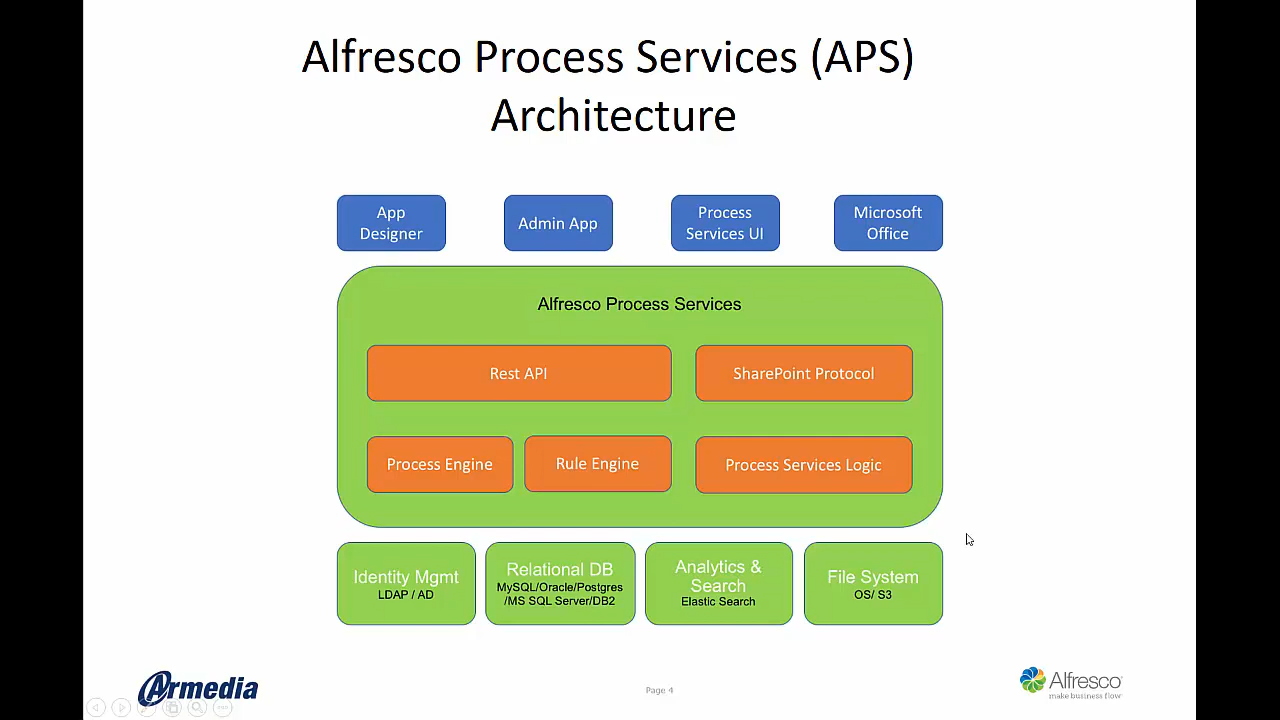 Alfresco Process Services (APS)
Architecture
App
Designer
Admin App
Process
Services UI
Microsoft
Office
Alfresco Process Services
Rest API
SharePoint Protocol
Process Engine
Rule Engine
Process Services Logic
Identity Mgmt
LDAP / AD
Relational DB
MySQL/Oracle/Postgres
/MS SQL Server/DB2
Analytics &
Search
Elastic Search
File System
OS/ S3
Armedia
Page 4
Alfresco
make business flow